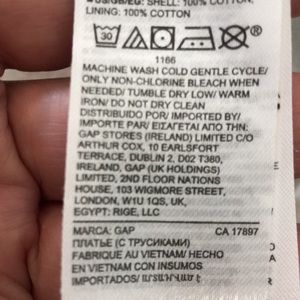 US/GB/EG: SHELL: 100% COTTON,
LINING: 100% COTTON
30
1166
MACHINE WASH COLD GENTLE CYCLE/
ONLY NON-CHLORINE BLEACH WHEN
NEEDED/ TUMBLE DRY LOW/ WARM
IRON/ DO NOT DRY CLEAN
DISTRIBUIDO POR/ IMPORTED BY/
IMPORTE PAR/ ΕΙΣΑΓΕΤΑΙ ΑΠΟ ΤΗΝ:
GAP STORES (IRELAND) LIMITED C/O
ARTHUR COX, 10 EARLSFORT
TERRACE, DUBLIN 2, D02 T380,
IRELAND, GAP (UK HOLDINGS)
LIMITED, 2ND FLOOR NATIONS
HOUSE, 103 WIGMORE STREET,
LONDON, W1U 1QS, UK,
EGYPT: RIGE, LLC
MARCA: GAP CA 17897
ПЛАТЬЕ (С ТРУСИКАМИ)
FABRIQUE AU VIETNAM/ HECHO
EN VIETNAM CON INSUMOS